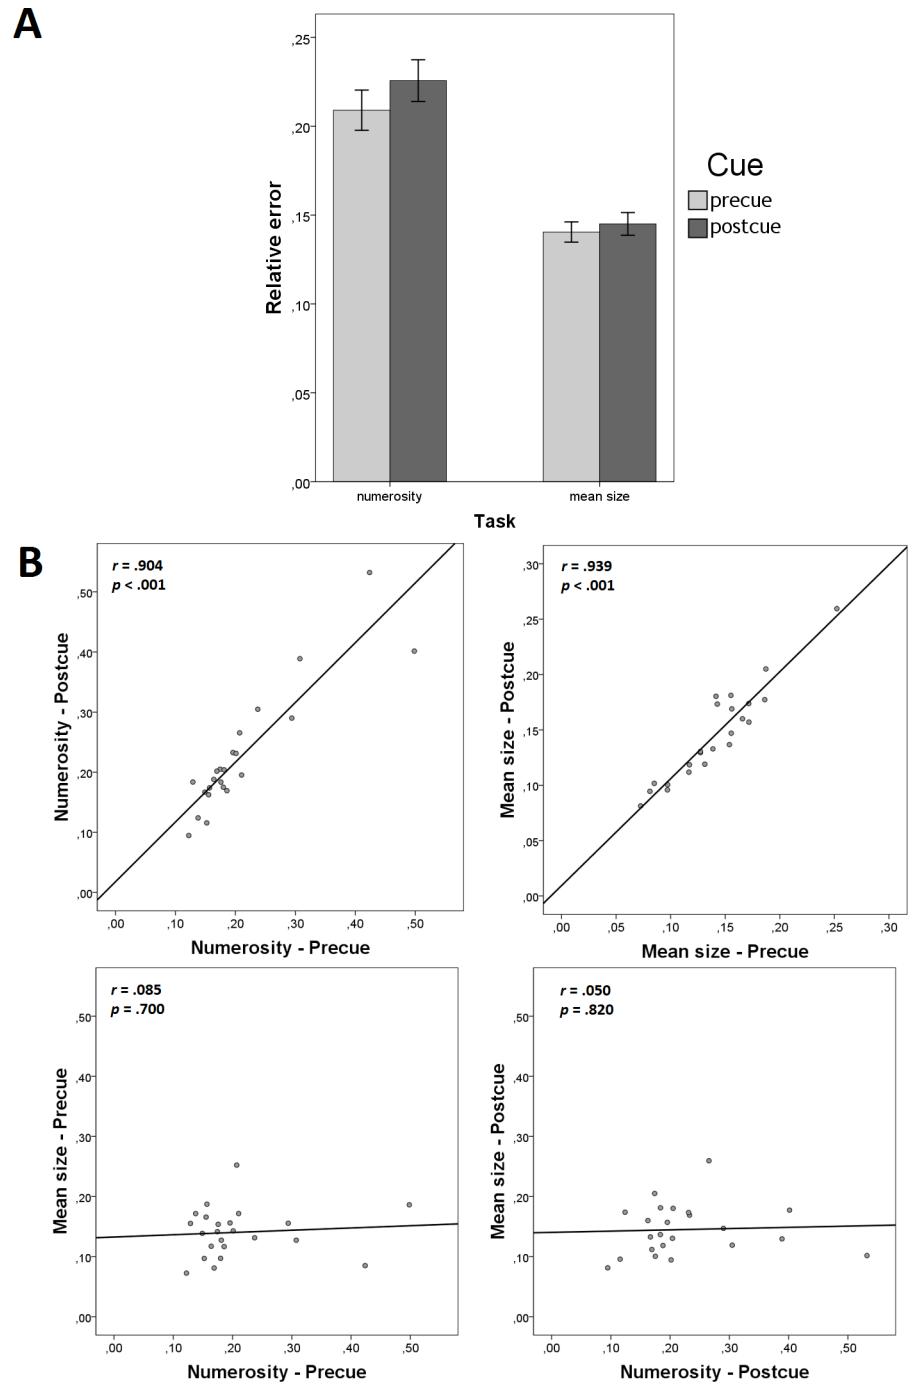 A
,25
,20
,15
,10
,05
,00
Relative error
numerosity
mean size
Task
Cue
precue
postcue
B
r = .904
p < .001
,50
,40
,30
,20
,10
,00
Numerosity - Postcue
,00 ,10 ,20 ,30 ,40 ,50
Numerosity - Precue
r = .939
p < .001
,30
,25
,20
,15
,10
,05
,00
Mean size - Postcue
,00 ,05 ,10 ,15 ,20 ,25 ,30
Mean size - Precue
r = .085
p = .700
,50
,40
,30
,20
,10
,00
Mean size - Precue
,00 ,10 ,20 ,30 ,40 ,50
Numerosity - Precue
r = .050
p = .820
,50
,40
,30
,20
,10
,00
Mean size - Postcue
,00 ,10 ,20 ,30 ,40 ,50
Numerosity - Postcue